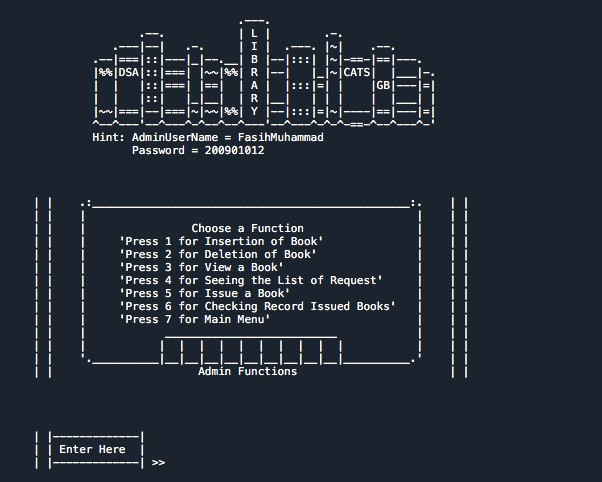 LIBRARY
DSA
CATS
GB
Hint: AdminUserName = FasihMuhammad
Password = 200901012
Choose a Function
'Press 1 for Insertion of Book'
'Press 2 for Deletion of Book'
'Press 3 for View a Book'
'Press 4 for Seeing the List of Request'
'Press 5 for Issue a Book'
'Press 6 for Checking Record Issued Books'
'Press 7 for Main Menu'
Admin Functions
Enter Here
>>